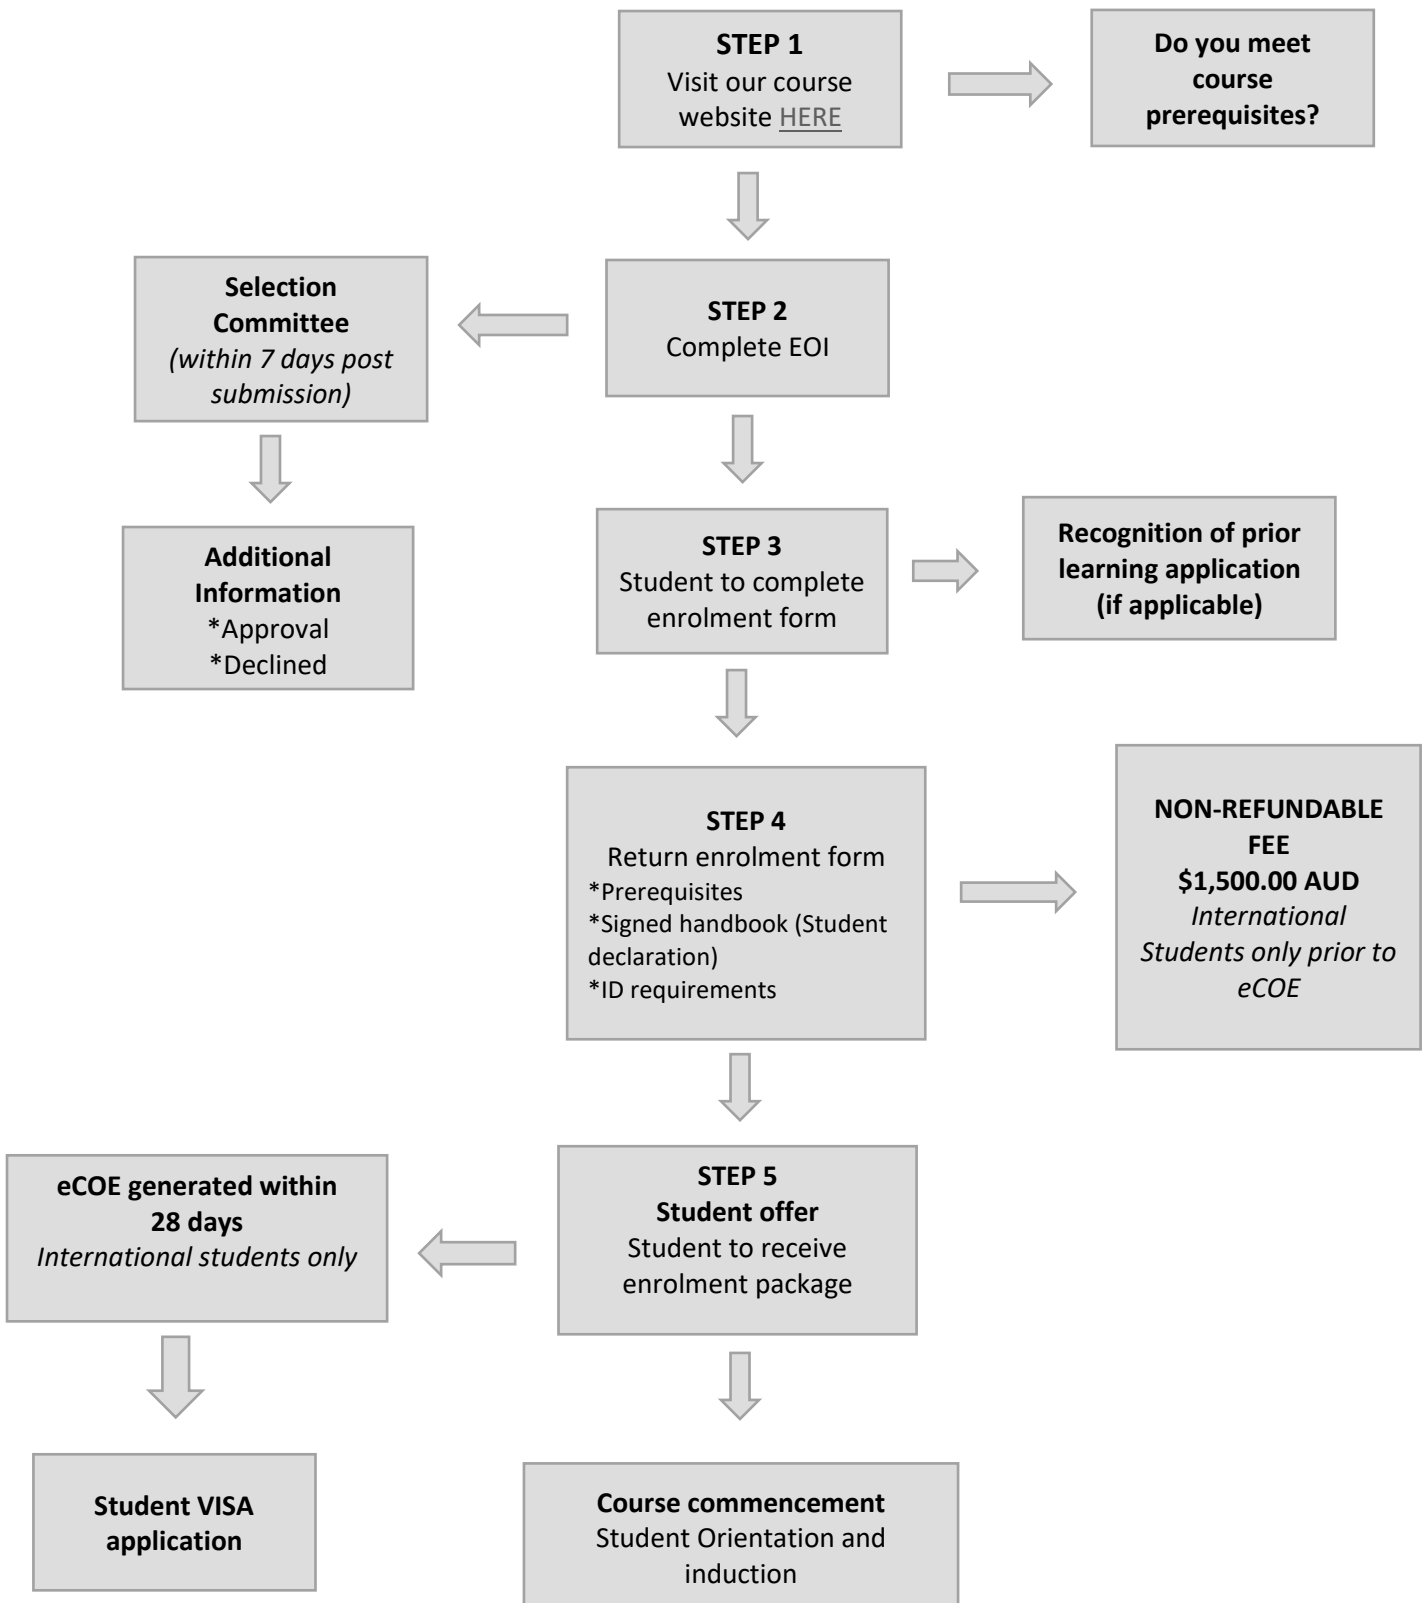 STEP 1
Visit our course
website HERE
Do you meet
course
prerequisites?
Selection
Committee
(within 7 days post
submission)
STEP 2
Complete EOI
Additional
Information
*Approval
*Declined
STEP 3
Student to complete
enrolment form
Recognition of prior
learning application
(if applicable)
STEP 4
Return enrolment form
*Prerequisites
*Signed handbook (Student
declaration)
*ID requirements
NON-REFUNDABLE
FEE
$1,500.00 AUD
International
Students only prior to
eCOE
eCOE generated within
28 days
International students only
STEP 5
Student offer
Student to receive
enrolment package
Student VISA
application
Course commencement
Student Orientation and
induction